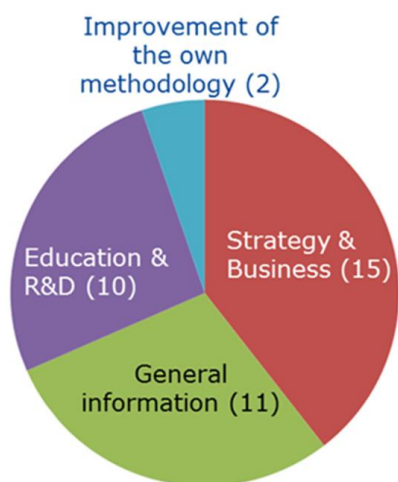 Improvement of
the own
methodology (2)
Strategy &
Business (15)
Education &
R&D (10)
General
information (11)